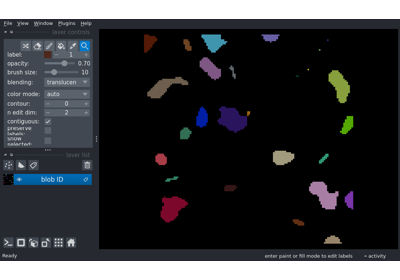 File View Window Plugins Help
layer controls
label: 1
opacity: 0.70
brush size: 10
blending: translucen
color mode: auto
contour: 0
n edit dim: 2
contiguous:
preserve
labels:
show
selected:
layer list
blob ID
Ready
enter paint or fill mode to edit labels
activity